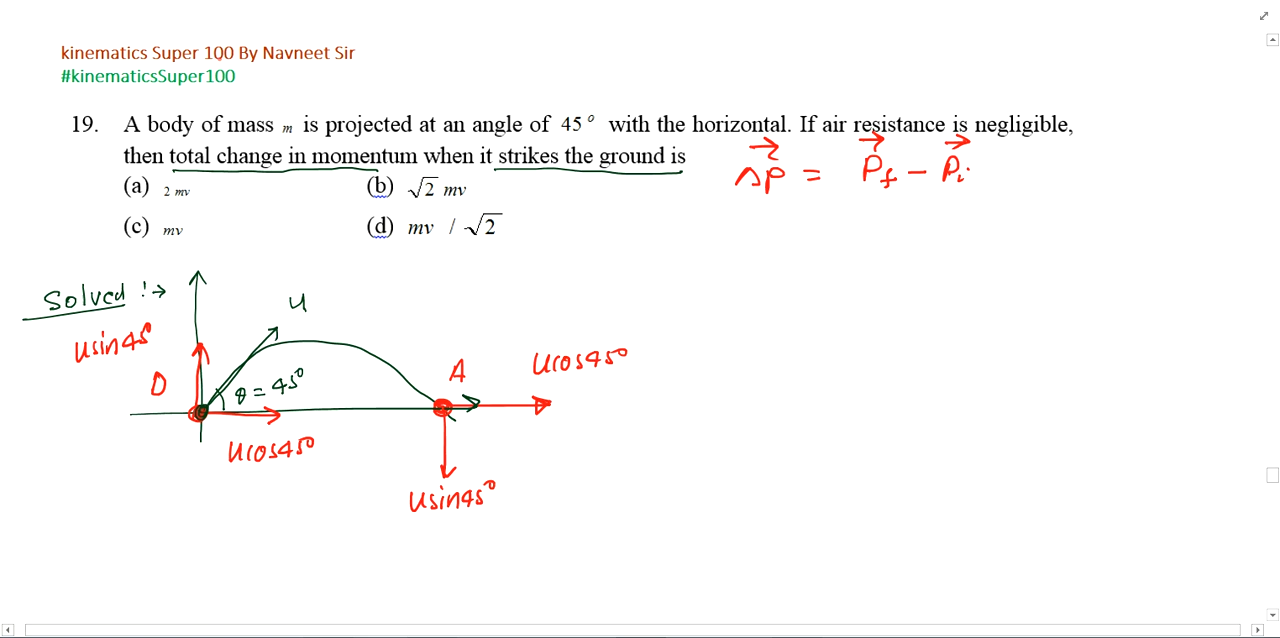 kinematics Super 100 By Navneet Sir
#kinematicsSuper100
19. A body of mass m is projected at an angle of 45° with the horizontal. If air resistance is negligible,
then total change in momentum when it strikes the ground is
ΔP⃗ = P⃗f - P⃗i
(a) 2 mv (b) √2 mv
(c) mv (d) mv / √2
Solved :→
u
usin45°
O
θ = 45°
A
ucos45°
ucos45°
usin45°